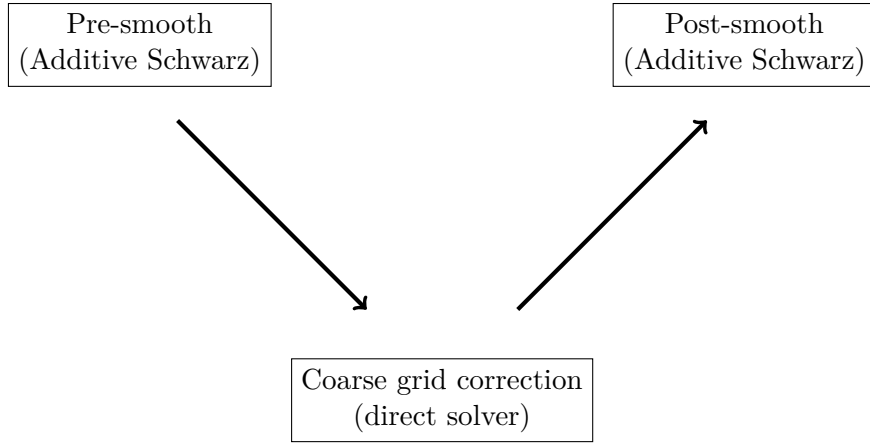 Pre-smooth
(Additive Schwarz)
Post-smooth
(Additive Schwarz)
Coarse grid correction
(direct solver)